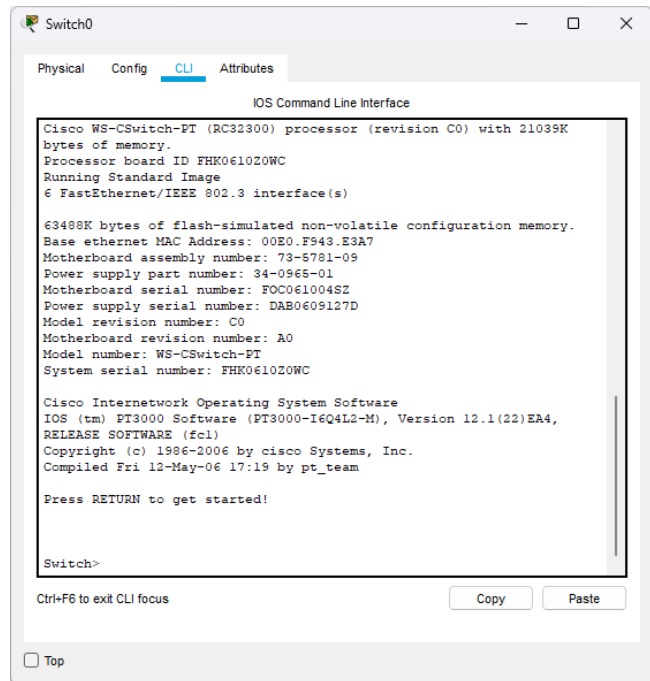 Switch0
Physical Config CLI Attributes
IOS Command Line Interface
Cisco WS-CSwitch-PT (RC32300) processor (revision C0) with 21039K
bytes of memory.
Processor board ID FHK0610Z0WC
Running Standard Image
6 FastEthernet/IEEE 802.3 interface(s)
63488K bytes of flash-simulated non-volatile configuration memory.
Base ethernet MAC Address: 00E0.F943.E3A7
Motherboard assembly number: 73-5781-09
Power supply part number: 34-0965-01
Motherboard serial number: FOC061004SZ
Power supply serial number: DAB0609127D
Model revision number: C0
Motherboard revision number: A0
Model number: WS-CSwitch-PT
System serial number: FHK0610Z0WC
Cisco Internetwork Operating System Software
IOS (tm) PT3000 Software (PT3000-I6Q4L2-M), Version 12.1(22)EA4,
RELEASE SOFTWARE (fc1)
Copyright (c) 1986-2006 by cisco Systems, Inc.
Compiled Fri 12-May-06 17:19 by pt_team
Press RETURN to get started!
Switch>
Ctrl+F6 to exit CLI focus
Copy Paste
Top